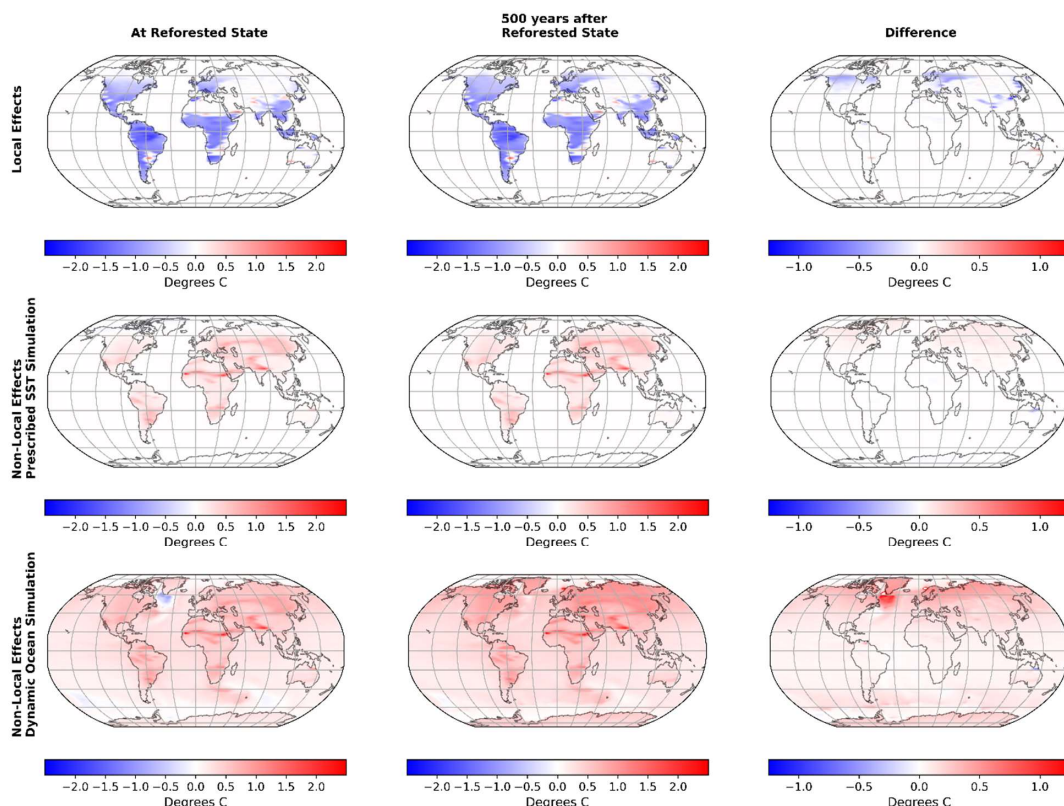 At Reforested State
500 years after
Reforested State
Difference
Local Effects
−2.0 −1.5 −1.0 −0.5 0.0 0.5 1.0 1.5 2.0
Degrees C
−2.0 −1.5 −1.0 −0.5 0.0 0.5 1.0 1.5 2.0
Degrees C
−1.0 −0.5 0.0 0.5 1.0
Degrees C
Non-Local Effects
Prescribed SST Simulation
−2.0 −1.5 −1.0 −0.5 0.0 0.5 1.0 1.5 2.0
Degrees C
−2.0 −1.5 −1.0 −0.5 0.0 0.5 1.0 1.5 2.0
Degrees C
−1.0 −0.5 0.0 0.5 1.0
Degrees C
Non-Local Effects
Dynamic Ocean Simulation
−2.0 −1.5 −1.0 −0.5 0.0 0.5 1.0 1.5 2.0
Degrees C
−2.0 −1.5 −1.0 −0.5 0.0 0.5 1.0 1.5 2.0
Degrees C
−1.0 −0.5 0.0 0.5 1.0
Degrees C